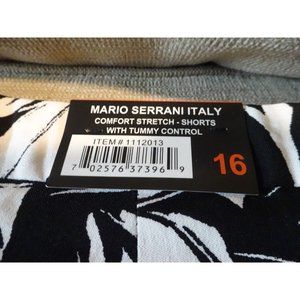 MARIO SERRANI ITALY
COMFORT STRETCH - SHORTS
WITH TUMMY CONTROL
ITEM # 1112013
16
7 02576 37396 9